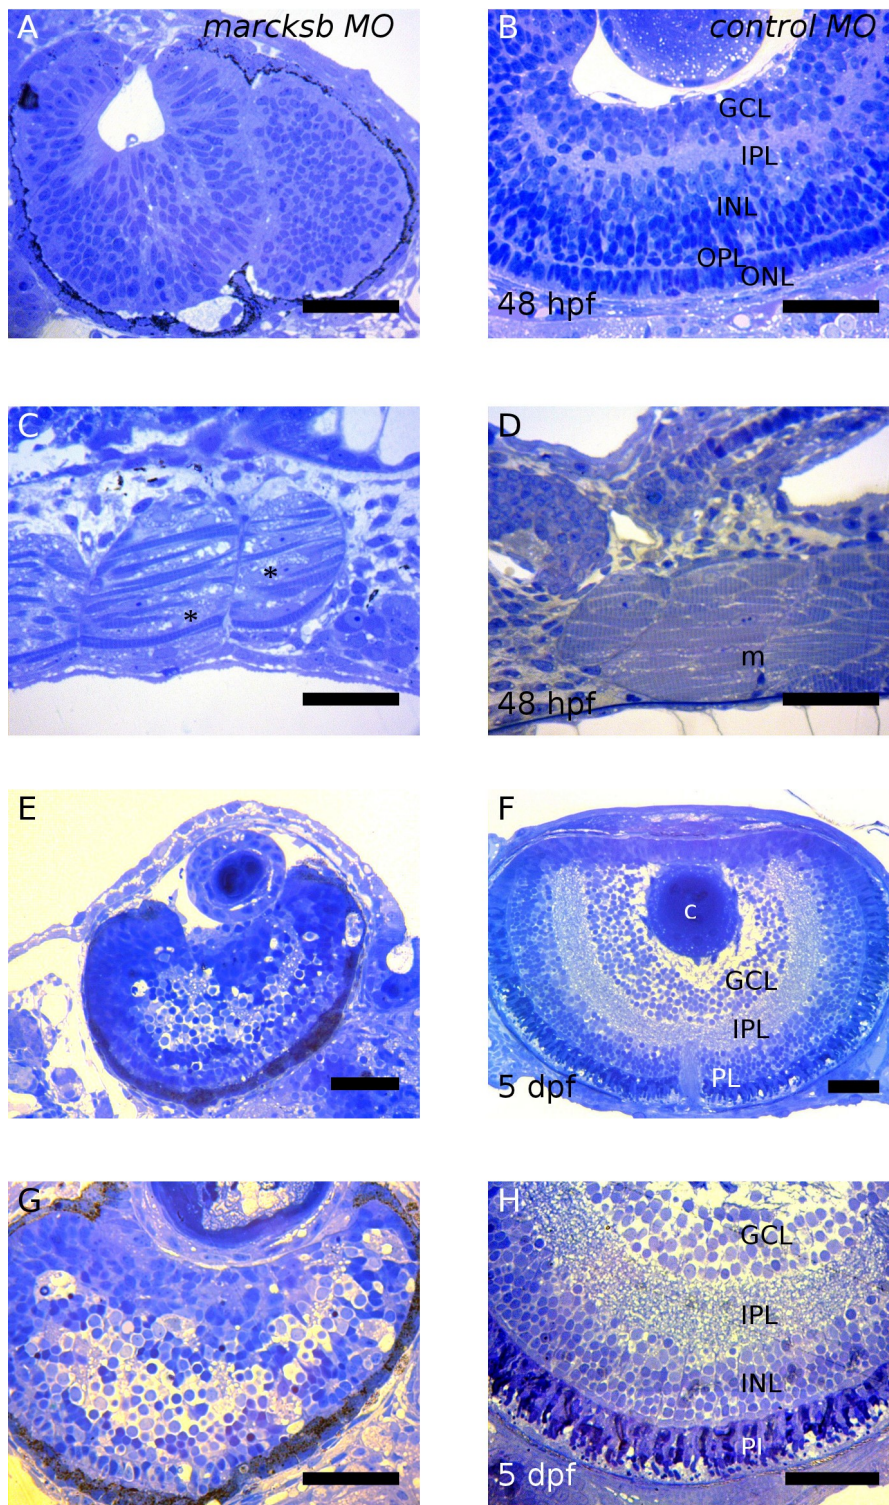 A
marcksb MO
B
control MO
GCL
IPL
INL
OPL
ONL
48 hpf
C
*
*
D
m
48 hpf
E
F
c
GCL
IPL
PL
5 dpf
G
H
GCL
IPL
INL
Pl
5 dpf